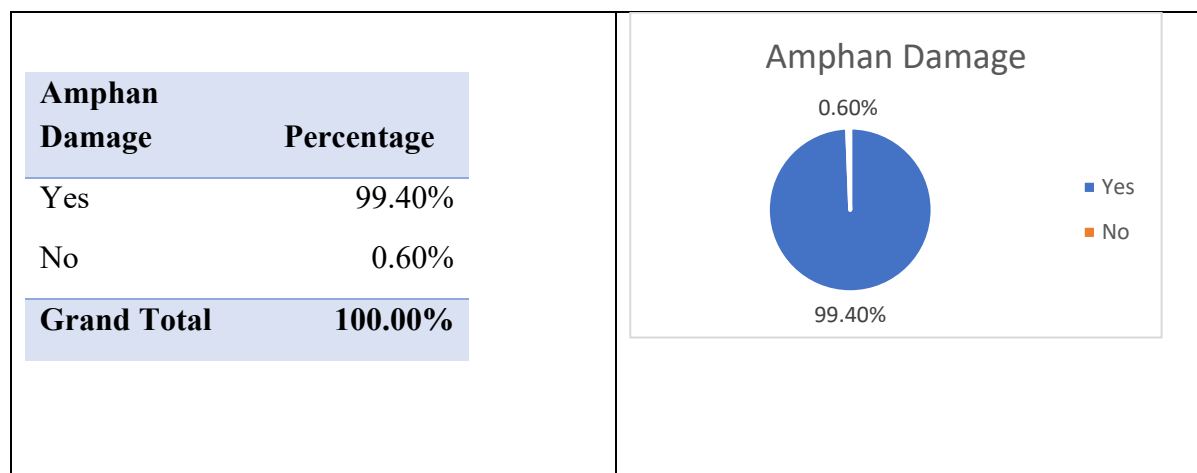 Amphan
Damage Percentage
Yes 99.40%
No 0.60%
Grand Total 100.00%
Amphan Damage
0.60%
Yes
No
99.40%